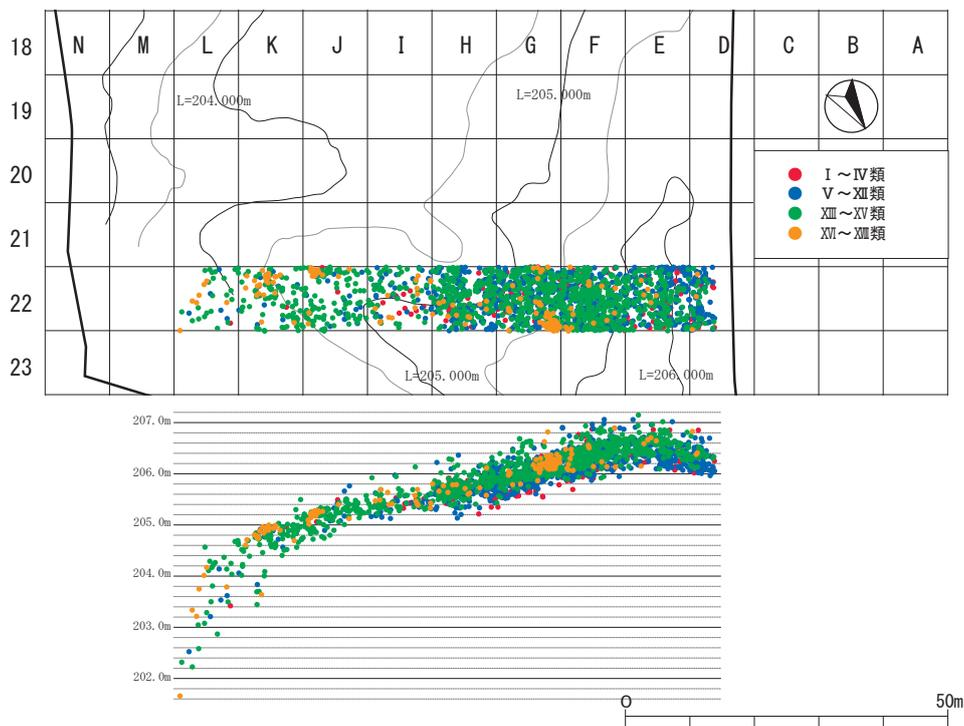 18 N M L K J I H G F E D C B A
19 L=204.000m L=205.000m
20
I～IV類
V～XII類
XIII～XV類
XVI～XVIII類
21
22
23 L=205.000m L=206.000m
207.0m
206.0m
205.0m
204.0m
203.0m
202.0m
0 50m